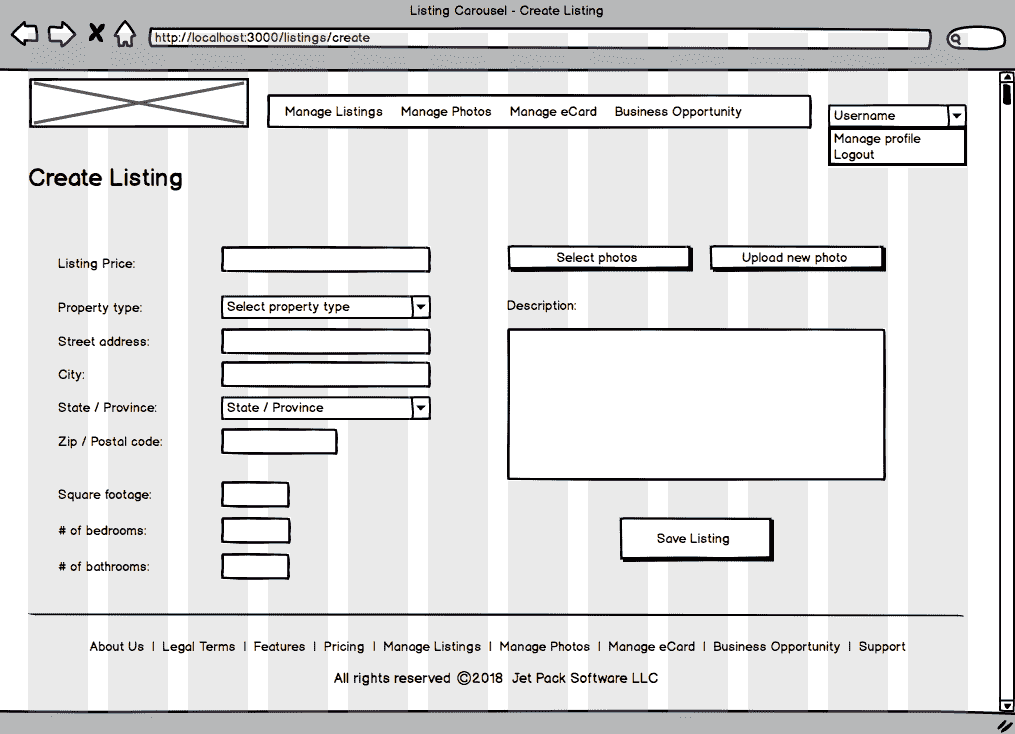 Listing Carousel - Create Listing
http://localhost:3000/listings/create
Manage Listings Manage Photos Manage eCard Business Opportunity
Username
Manage profile
Logout
Create Listing
Listing Price:
Property type: Select property type
Street address:
City:
State / Province: State / Province
Zip / Postal code:
Square footage:
# of bedrooms:
# of bathrooms:
Select photos Upload new photo
Description:
Save Listing
About Us | Legal Terms | Features | Pricing | Manage Listings | Manage Photos | Manage eCard | Business Opportunity | Support
All rights reserved ©2018 Jet Pack Software LLC